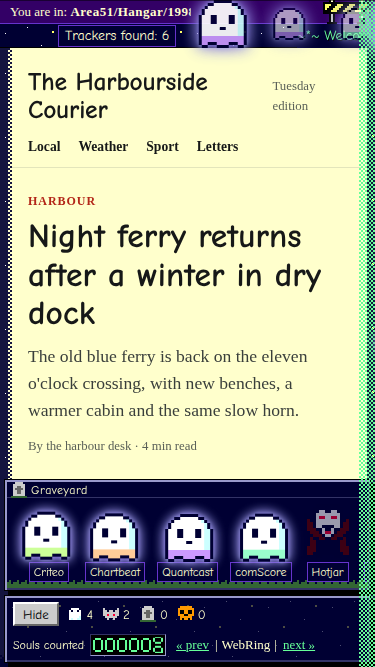 You are in: Area51/Hangar/1998
Trackers found: 6
*~ Welco
The Harbourside Courier
Tuesday edition
Local Weather Sport Letters
HARBOUR
Night ferry returns
after a winter in dry
dock
The old blue ferry is back on the eleven
o'clock crossing, with new benches, a
warmer cabin and the same slow horn.
By the harbour desk · 4 min read
Graveyard
Criteo Chartbeat Quantcast comScore Hotjar
Hide 4 2 0 0
Souls counted 000006 « prev | WebRing | next »